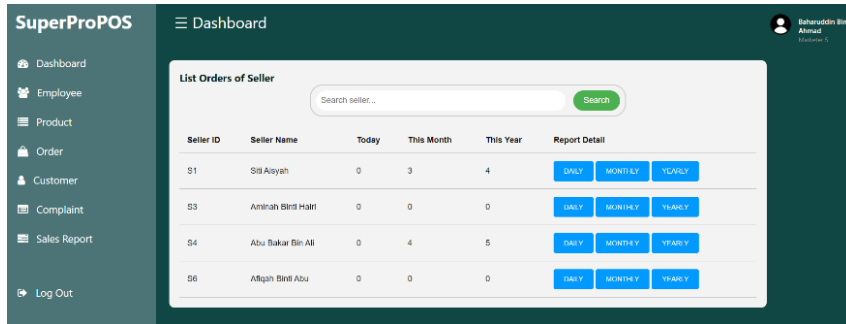 SuperProPOS
☰ Dashboard
Baharuddin Bin
Ahmad
Marketer S
Dashboard
Employee
Product
Order
Customer
Complaint
Sales Report
Log Out
List Orders of Seller
Search seller... Search
Seller ID Seller Name Today This Month This Year Report Detail
S1 Siti Aisyah 0 3 4 DAILY MONTHLY YEARLY
S3 Aminah Binti Halri 0 0 0 DAILY MONTHLY YEARLY
S4 Abu Bakar Bin Ali 0 4 5 DAILY MONTHLY YEARLY
S6 Afiqah Binti Abu 0 0 0 DAILY MONTHLY YEARLY